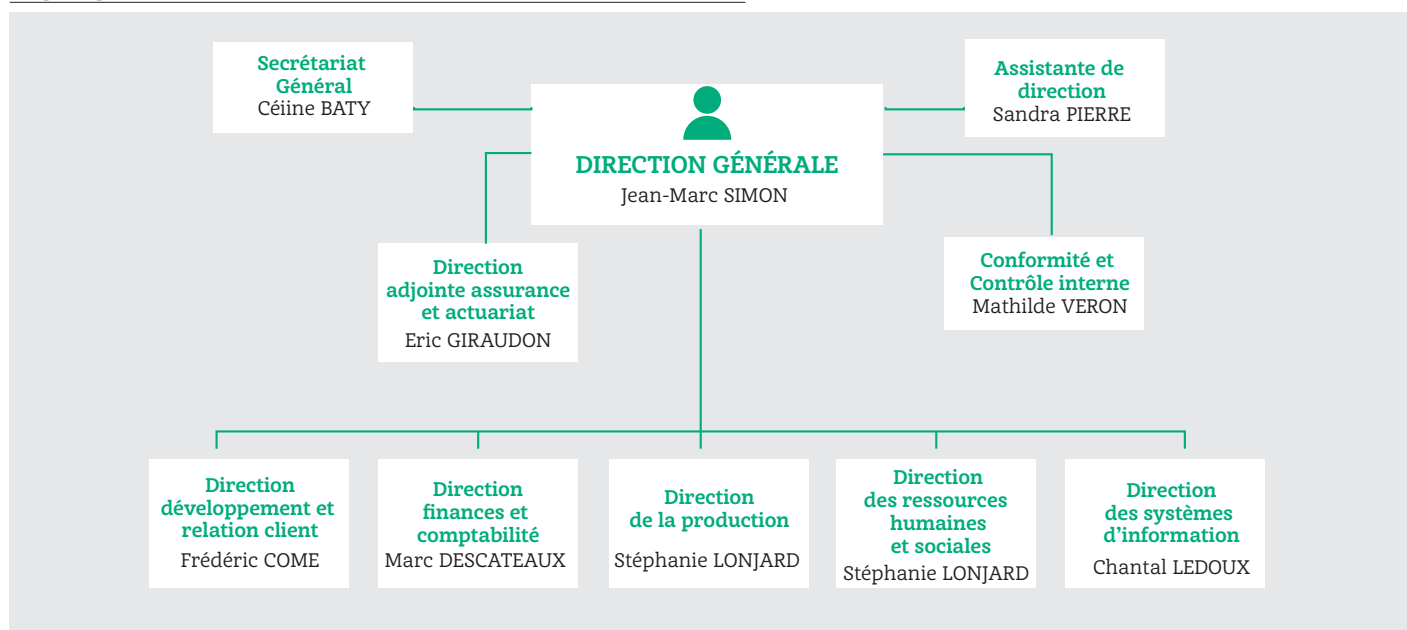 Secrétariat
Général
Céiine BATY
Assistante de
direction
Sandra PIERRE
DIRECTION GÉNÉRALE
Jean-Marc SIMON
Direction
adjointe assurance
et actuariat
Eric GIRAUDON
Conformité et
Contrôle interne
Mathilde VERON
Direction
développement et
relation client
Frédéric COME
Direction
finances et
comptabilité
Marc DESCATEAUX
Direction
de la production
Stéphanie LONJARD
Direction
des ressources
humaines
et sociales
Stéphanie LONJARD
Direction
des systèmes
d'information
Chantal LEDOUX